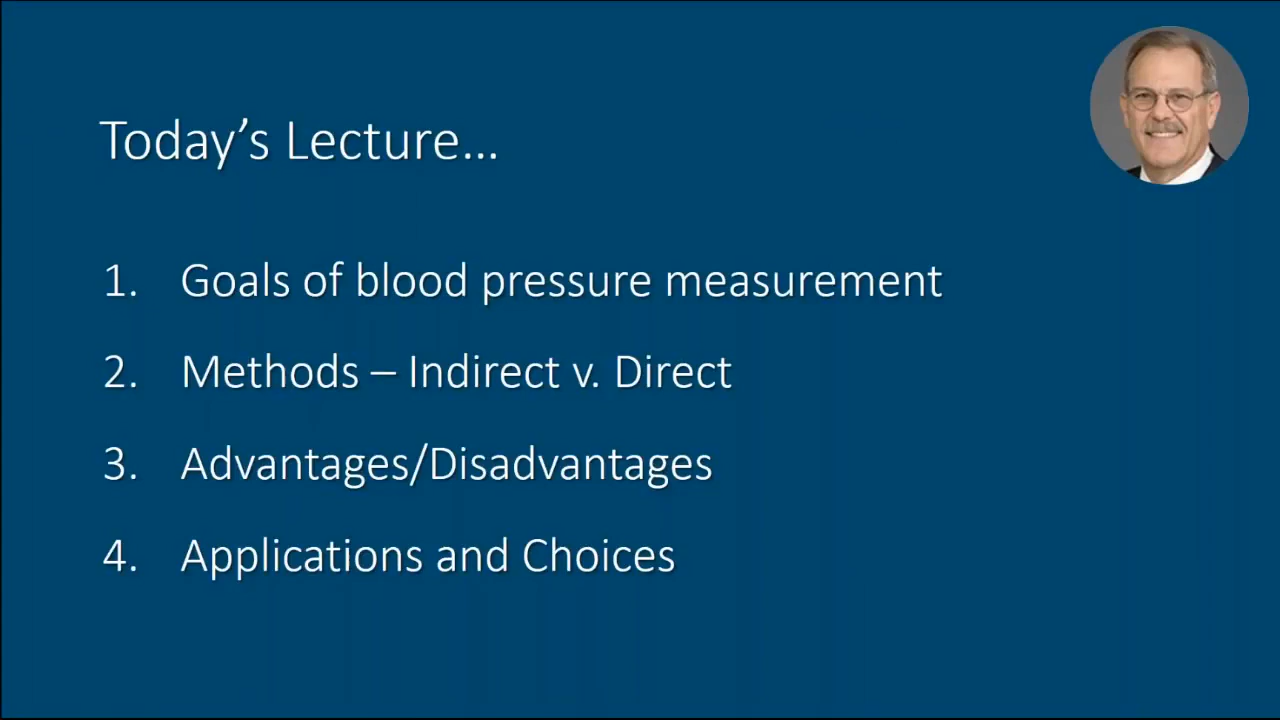 Today’s Lecture…
1. Goals of blood pressure measurement
2. Methods – Indirect v. Direct
3. Advantages/Disadvantages
4. Applications and Choices